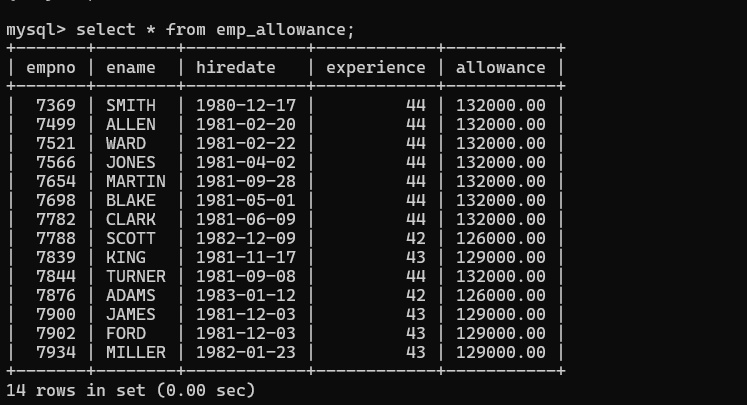 mysql> select * from emp_allowance;
+-------+--------+------------+------------+-----------+
| empno | ename  | hiredate   | experience | allowance |
+-------+--------+------------+------------+-----------+
|  7369 | SMITH  | 1980-12-17 |         44 | 132000.00 |
|  7499 | ALLEN  | 1981-02-20 |         44 | 132000.00 |
|  7521 | WARD   | 1981-02-22 |         44 | 132000.00 |
|  7566 | JONES  | 1981-04-02 |         44 | 132000.00 |
|  7654 | MARTIN | 1981-09-28 |         44 | 132000.00 |
|  7698 | BLAKE  | 1981-05-01 |         44 | 132000.00 |
|  7782 | CLARK  | 1981-06-09 |         44 | 132000.00 |
|  7788 | SCOTT  | 1982-12-09 |         42 | 126000.00 |
|  7839 | KING   | 1981-11-17 |         43 | 129000.00 |
|  7844 | TURNER | 1981-09-08 |         44 | 132000.00 |
|  7876 | ADAMS  | 1983-01-12 |         42 | 126000.00 |
|  7900 | JAMES  | 1981-12-03 |         43 | 129000.00 |
|  7902 | FORD   | 1981-12-03 |         43 | 129000.00 |
|  7934 | MILLER | 1982-01-23 |         43 | 129000.00 |
+-------+--------+------------+------------+-----------+
14 rows in set (0.00 sec)